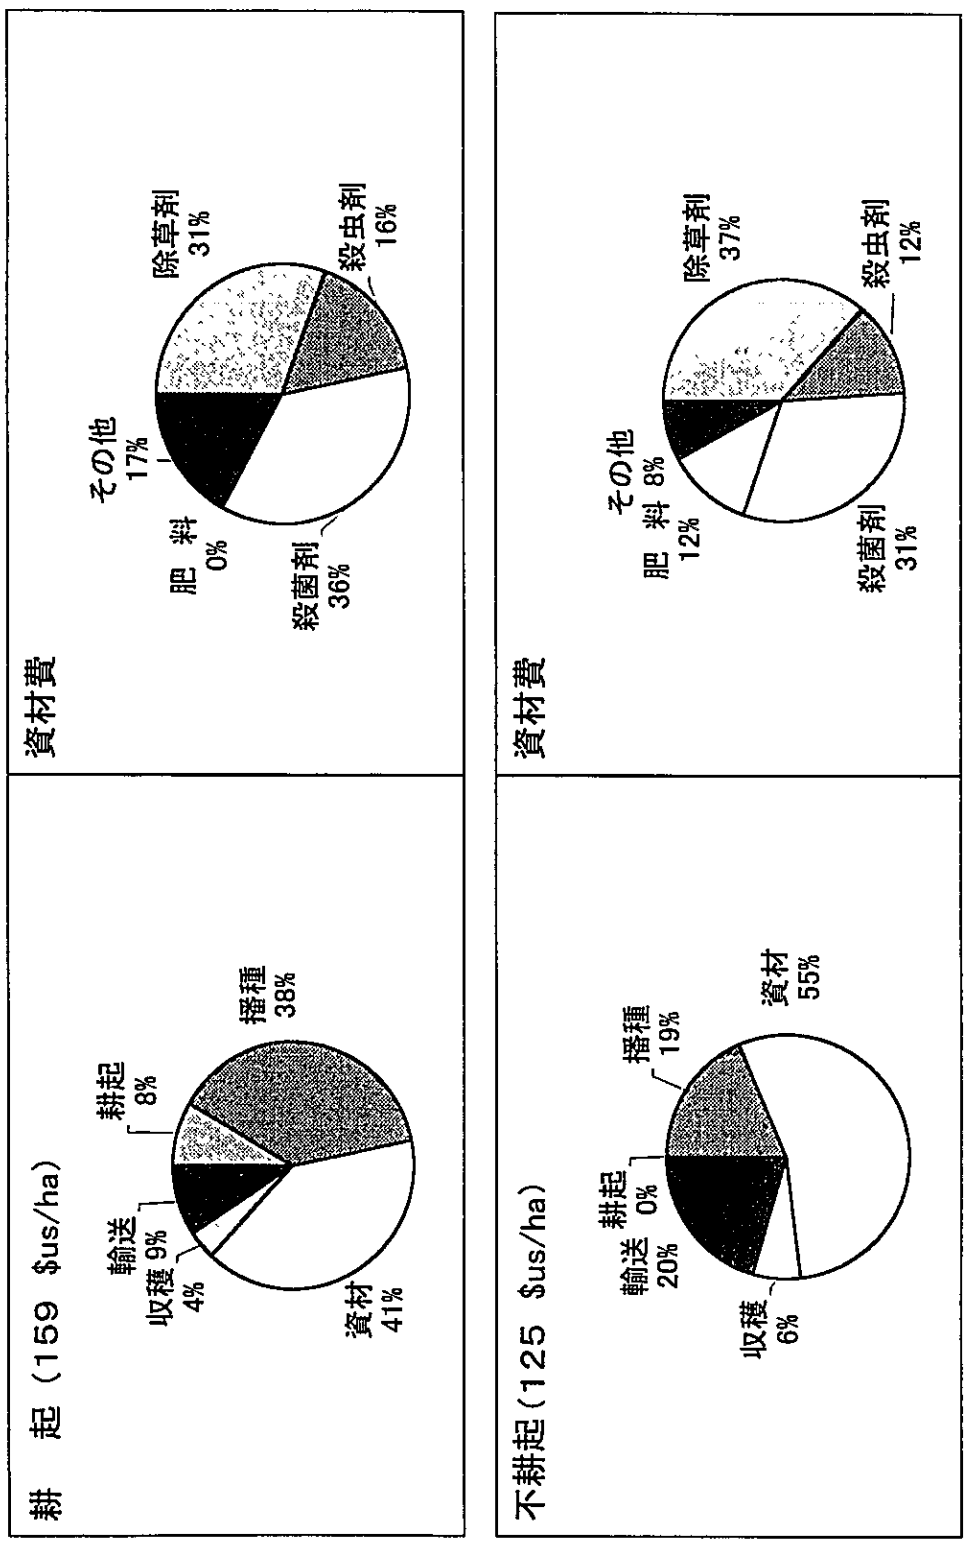 耕　起(159 $us/ha)
耕起
8%
播種
38%
資材
41%
収穫
4%
輸送
9%
資材費
除草剤
31%
殺虫剤
16%
殺菌剤
36%
肥　料
0%
その他
17%
不耕起(125 $us/ha)
耕起
0%
播種
19%
資材
55%
収穫
6%
輸送
20%
資材費
除草剤
37%
殺虫剤
12%
殺菌剤
31%
肥　料
12%
その他
8%